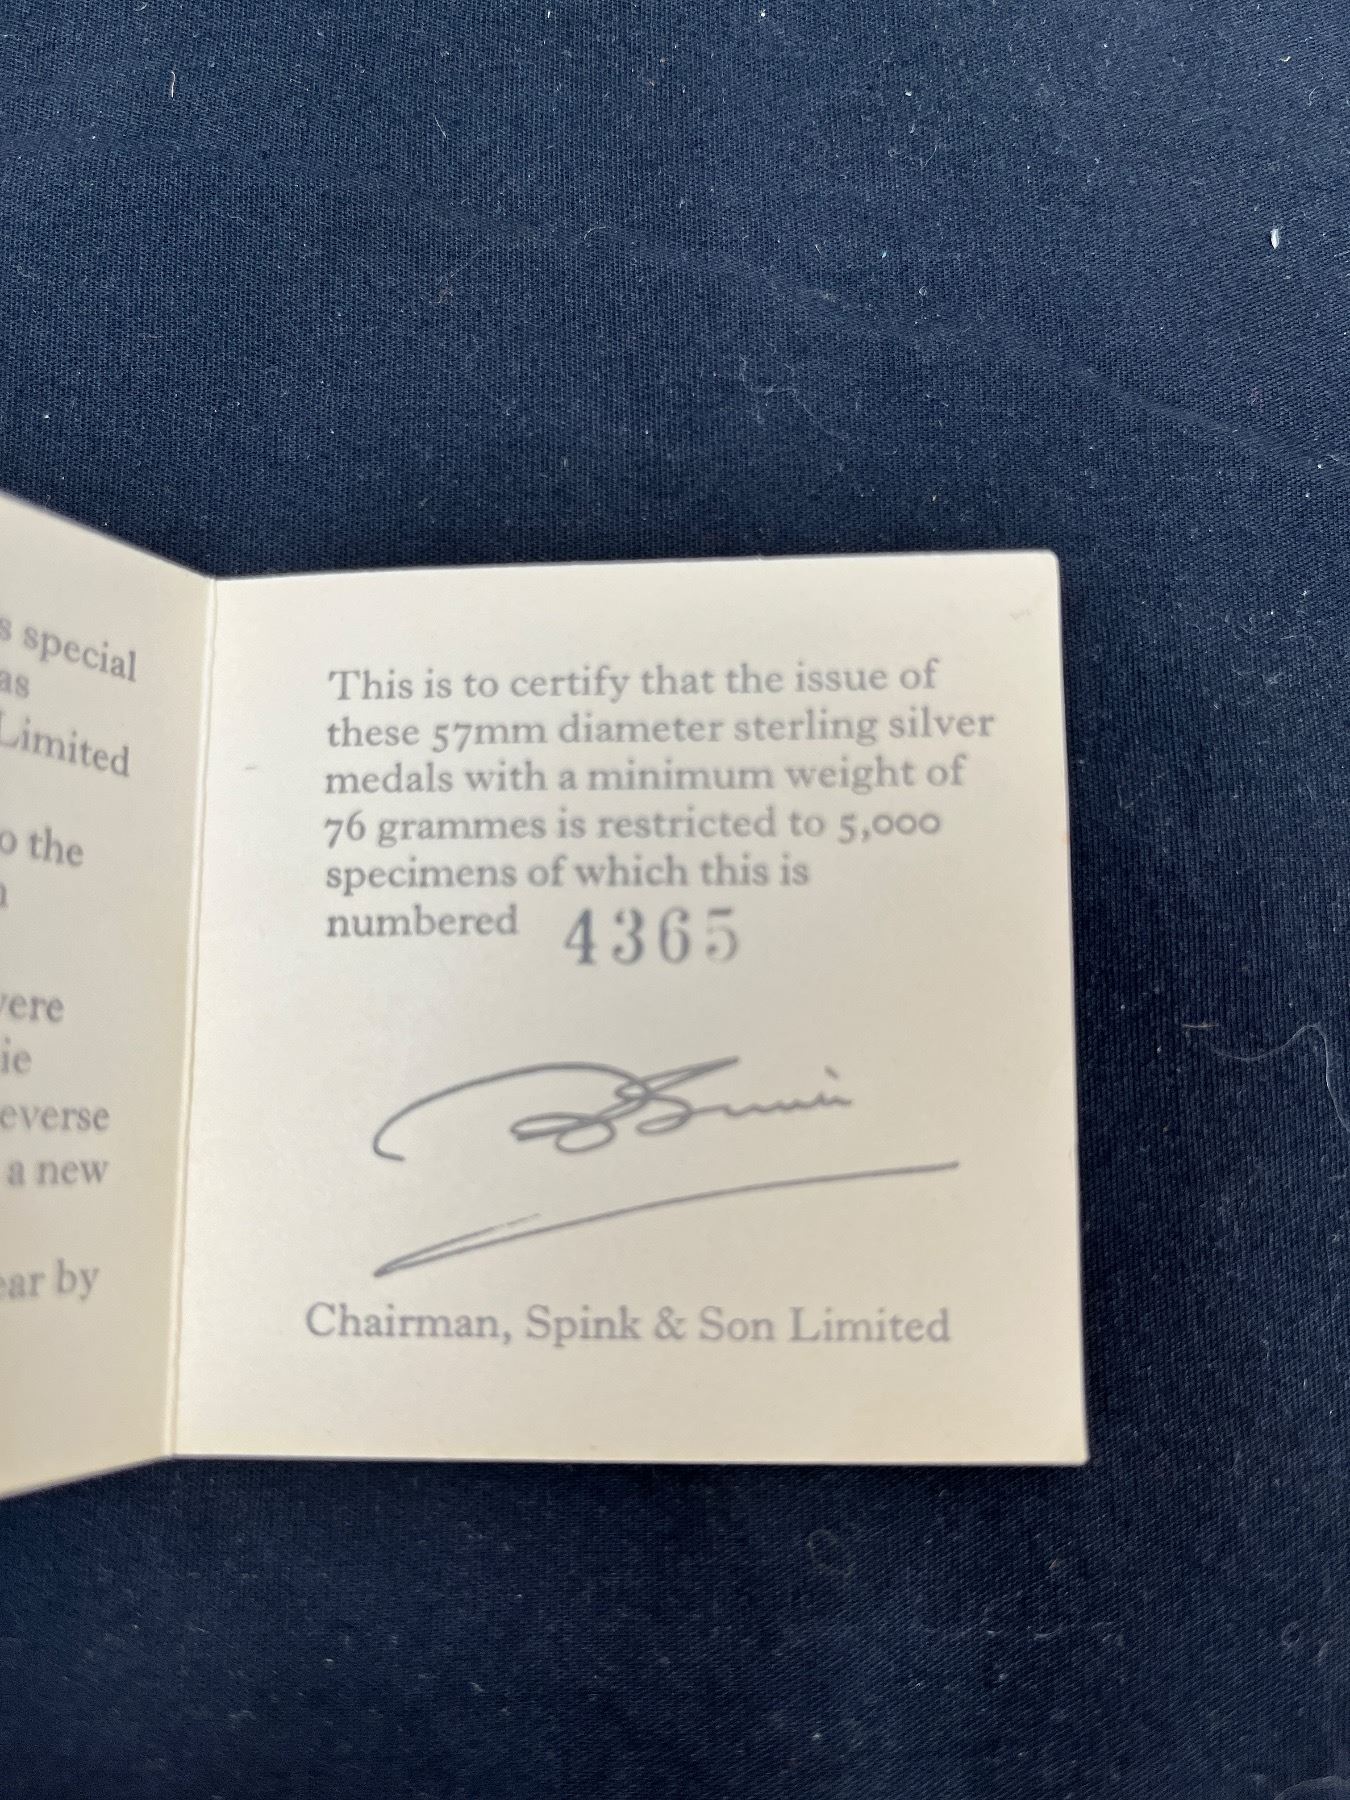 s special
as
Limited
o the
vere
ie
everse
a new
ear by
This is to certify that the issue of
these 57mm diameter sterling silver
medals with a minimum weight of
76 grammes is restricted to 5,000
specimens of which this is
numbered 4365
Chairman, Spink & Son Limited